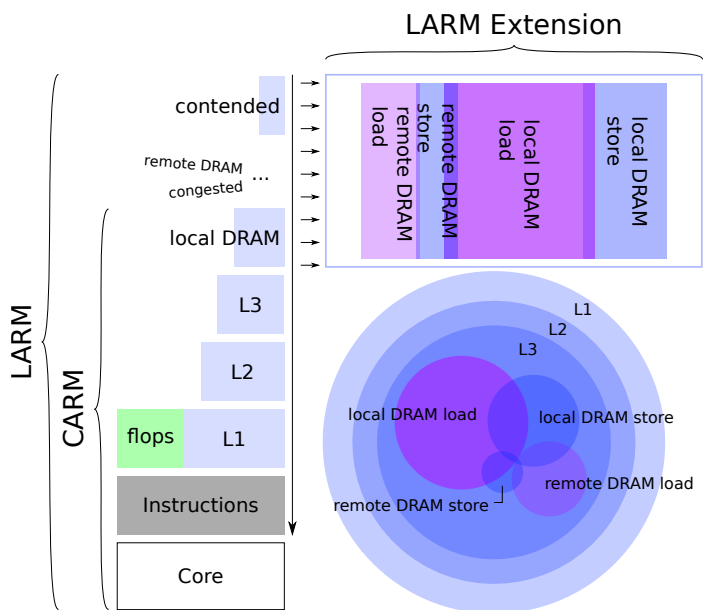 LARM Extension
contended
remote DRAM
congested
...
local DRAM
L3
L2
flops
L1
Instructions
Core
LARM
CARM
remote DRAM
load
remote DRAM
store
local DRAM
load
local DRAM
store
L1
L2
L3
local DRAM load
local DRAM store
remote DRAM load
remote DRAM store